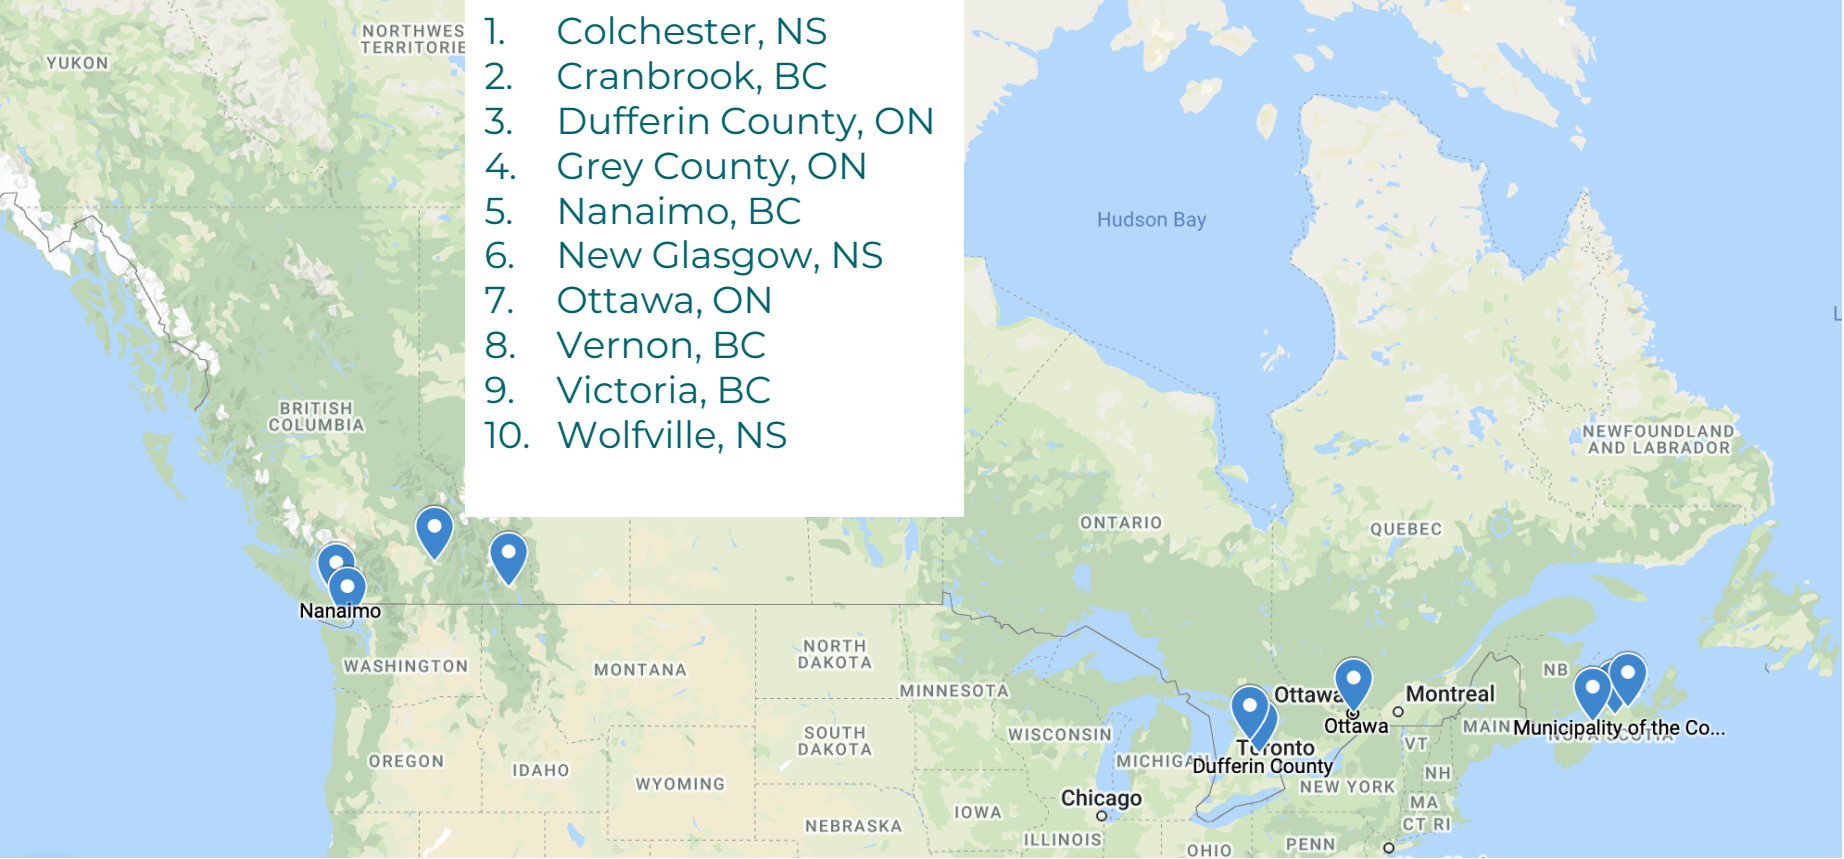 1. Colchester, NS
2. Cranbrook, BC
3. Dufferin County, ON
4. Grey County, ON
5. Nanaimo, BC
6. New Glasgow, NS
7. Ottawa, ON
8. Vernon, BC
9. Victoria, BC
10. Wolfville, NS
YUKON
NORTHWES
TERRITORIE
Hudson Bay
L
BRITISH
COLUMBIA
NEWFOUNDLAND
AND LABRADOR
ONTARIO
QUEBEC
Nanaimo
WASHINGTON
MONTANA
NORTH
DAKOTA
MINNESOTA
NB
Ottawa
Montreal
Ottawa
MAIN
Municipality of the Co...
SOUTH
DAKOTA
WISCONSIN
VT
Toronto
OREGON
IDAHO
MICHIGA
Dufferin County
WYOMING
NEW YORK
NH
Chicago
MA
IOWA
NEBRASKA
CT RI
ILLINOIS
OHIO
PENN